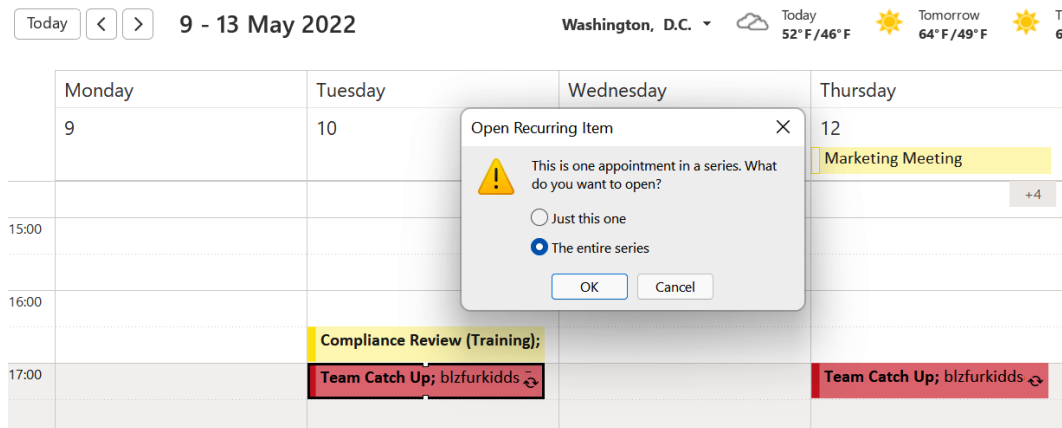 Today
9 - 13 May 2022
Washington, D.C.
Today
52°F/46°F
Tomorrow
64°F/49°F
Monday
Tuesday
Wednesday
Thursday
9
10
12
Marketing Meeting
+4
Open Recurring Item
This is one appointment in a series. What
do you want to open?
Just this one
The entire series
OK
Cancel
15:00
16:00
Compliance Review (Training);
17:00
Team Catch Up; blzfurkidds
Team Catch Up; blzfurkidds